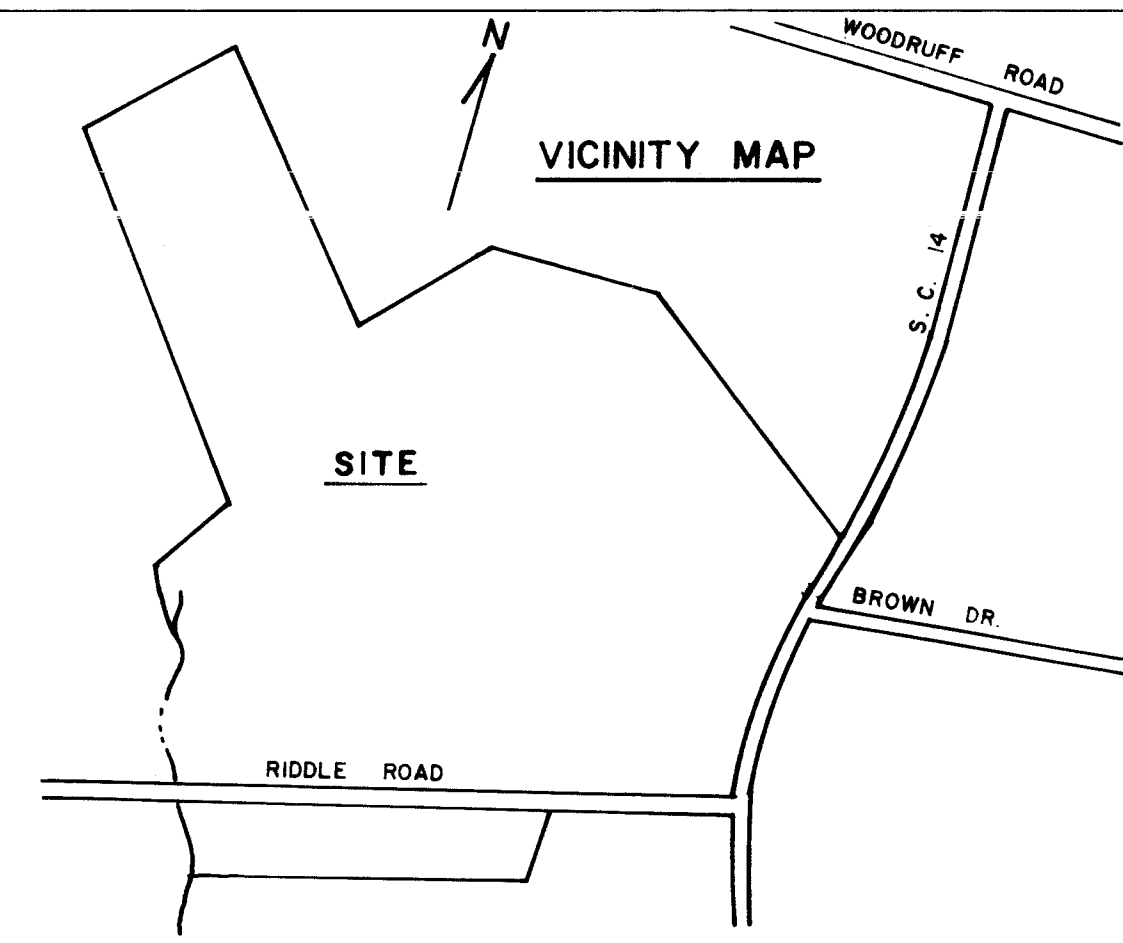 WOODRUFF ROAD
N
VICINITY MAP
S. C. 14
SITE
BROWN DR.
RIDDLE ROAD